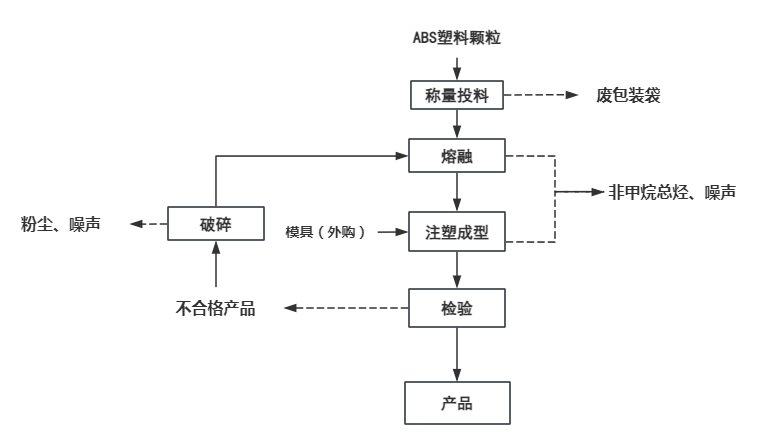 ABS塑料颗粒
称量投料
废包装袋
熔融
非甲烷总烃、噪声
粉尘、噪声
破碎
模具（外购）
注塑成型
不合格产品
检验
产品